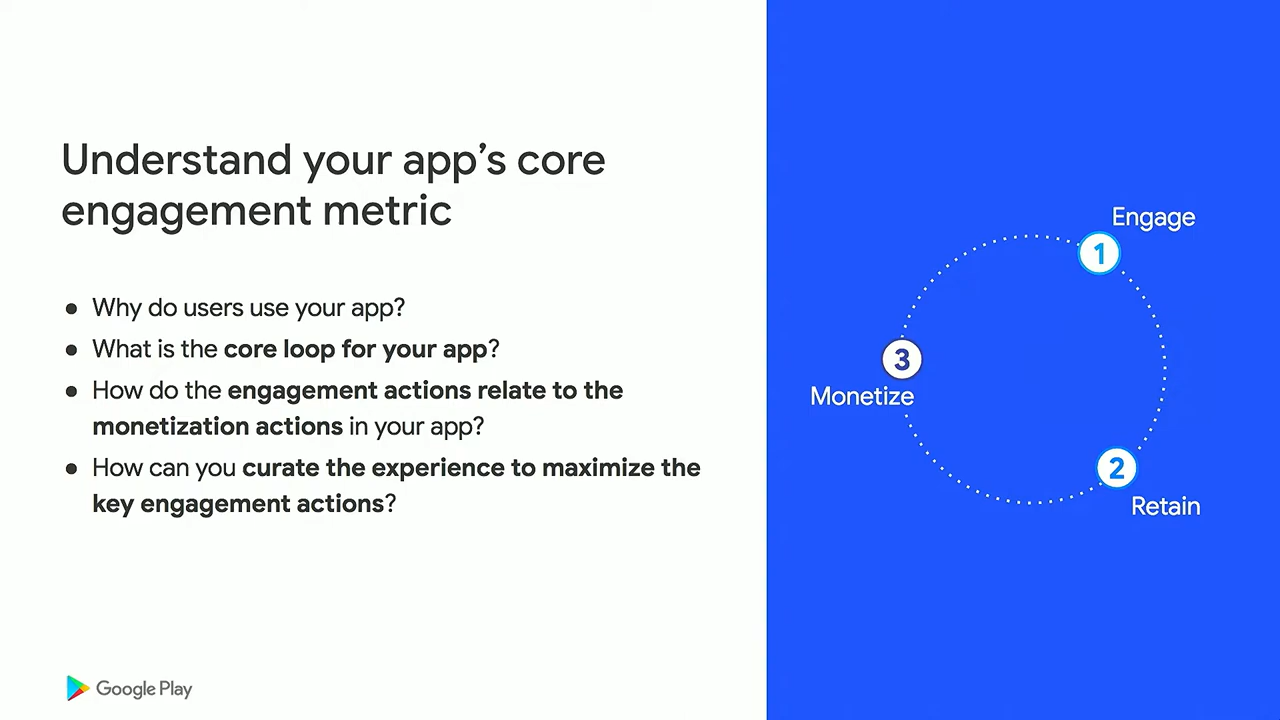 Understand your app’s core
engagement metric
● Why do users use your app?
● What is the core loop for your app?
● How do the engagement actions relate to the
monetization actions in your app?
● How can you curate the experience to maximize the
key engagement actions?
Google Play
Engage
1
3
Monetize
2
Retain